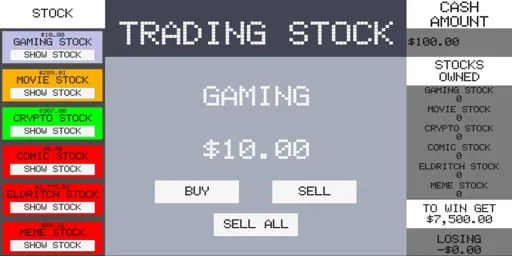 STOCK
$10.00
GAMING STOCK
SHOW STOCK
$289.01
MOVIE STOCK
SHOW STOCK
$307.00
CRYPTO STOCK
SHOW STOCK
COMIC STOCK
SHOW STOCK
ELDRITCH STOCK
SHOW STOCK
MEME STOCK
SHOW STOCK
TRADING STOCK
GAMING
$10.00
BUY
SELL
SELL ALL
CASH
AMOUNT
$100.00
STOCKS
OWNED
GAMING STOCK
0
MOVIE STOCK
0
CRYPTO STOCK
0
COMIC STOCK
0
ELDRITCH STOCK
0
MEME STOCK
0
TO WIN GET
$7,500.00
LOSING
-$0.00